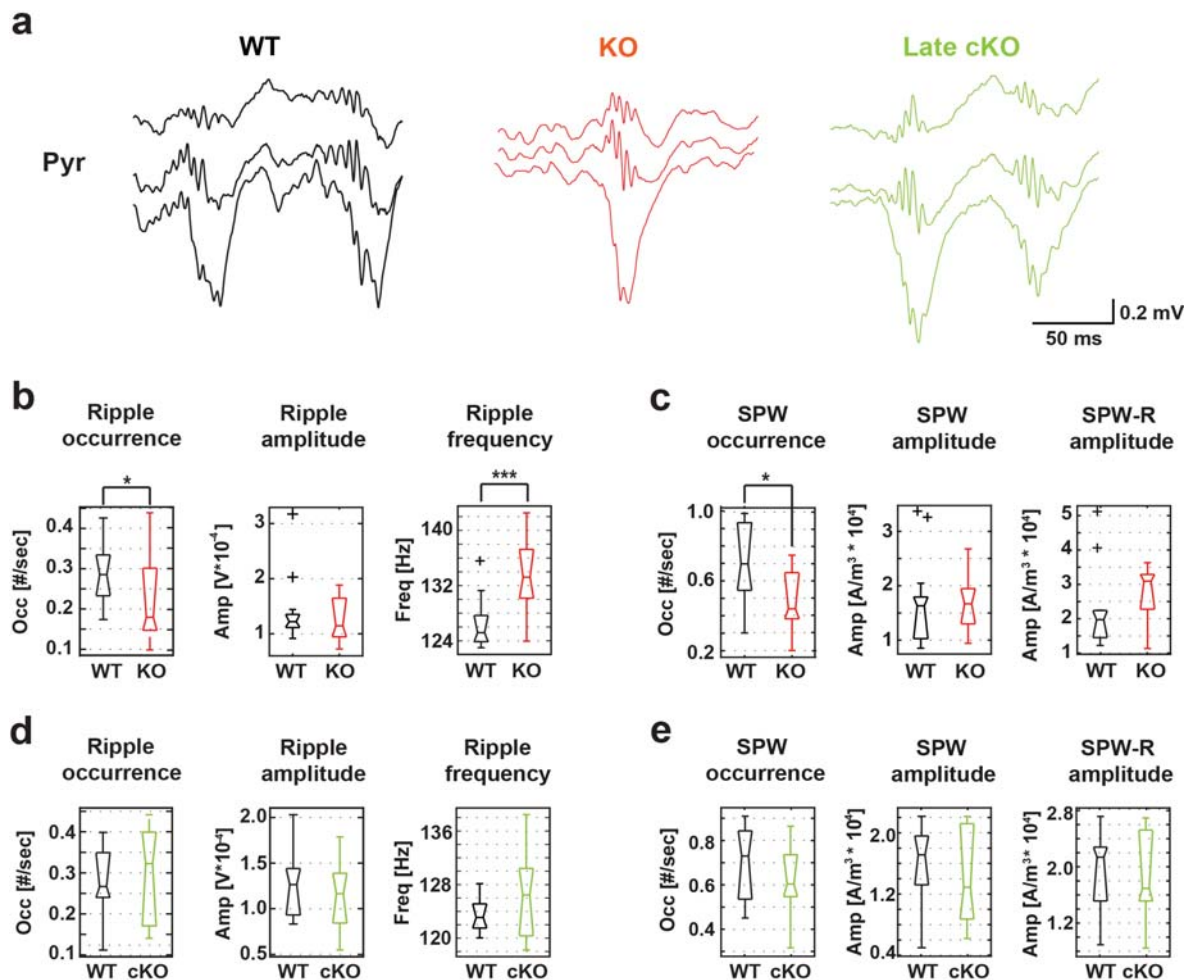 a
WT
KO
Late cKO
Pyr
0.2 mV
50 ms
b
Ripple
occurrence
Ripple
amplitude
Ripple
frequency
*
***
Occ [#/sec]
0.4
0.3
0.2
0.1
WT KO
Amp [V*10⁻⁴]
3
2
1
WT KO
Freq [Hz]
140
132
124
WT KO
c
SPW
occurrence
SPW
amplitude
SPW-R
amplitude
*
Occ [#/sec]
1.0
0.6
0.2
WT KO
Amp [A/m³ * 10⁴]
3
1
WT KO
Amp [A/m³ * 10⁴]
5
4
3
2
1
WT KO
d
Ripple
occurrence
Ripple
amplitude
Ripple
frequency
Occ [#/sec]
0.4
0.3
0.1
WT cKO
Amp [V*10⁻⁴]
2.0
1.5
1.0
0.5
WT cKO
Freq [Hz]
136
128
120
WT cKO
e
SPW
occurrence
SPW
amplitude
SPW-R
amplitude
Occ [#/sec]
0.8
0.6
0.4
WT cKO
Amp [A/m³ * 10⁴]
2.0
1.2
0.4
WT cKO
Amp [A/m³* 10⁴]
2.8
2.0
1.2
WT cKO